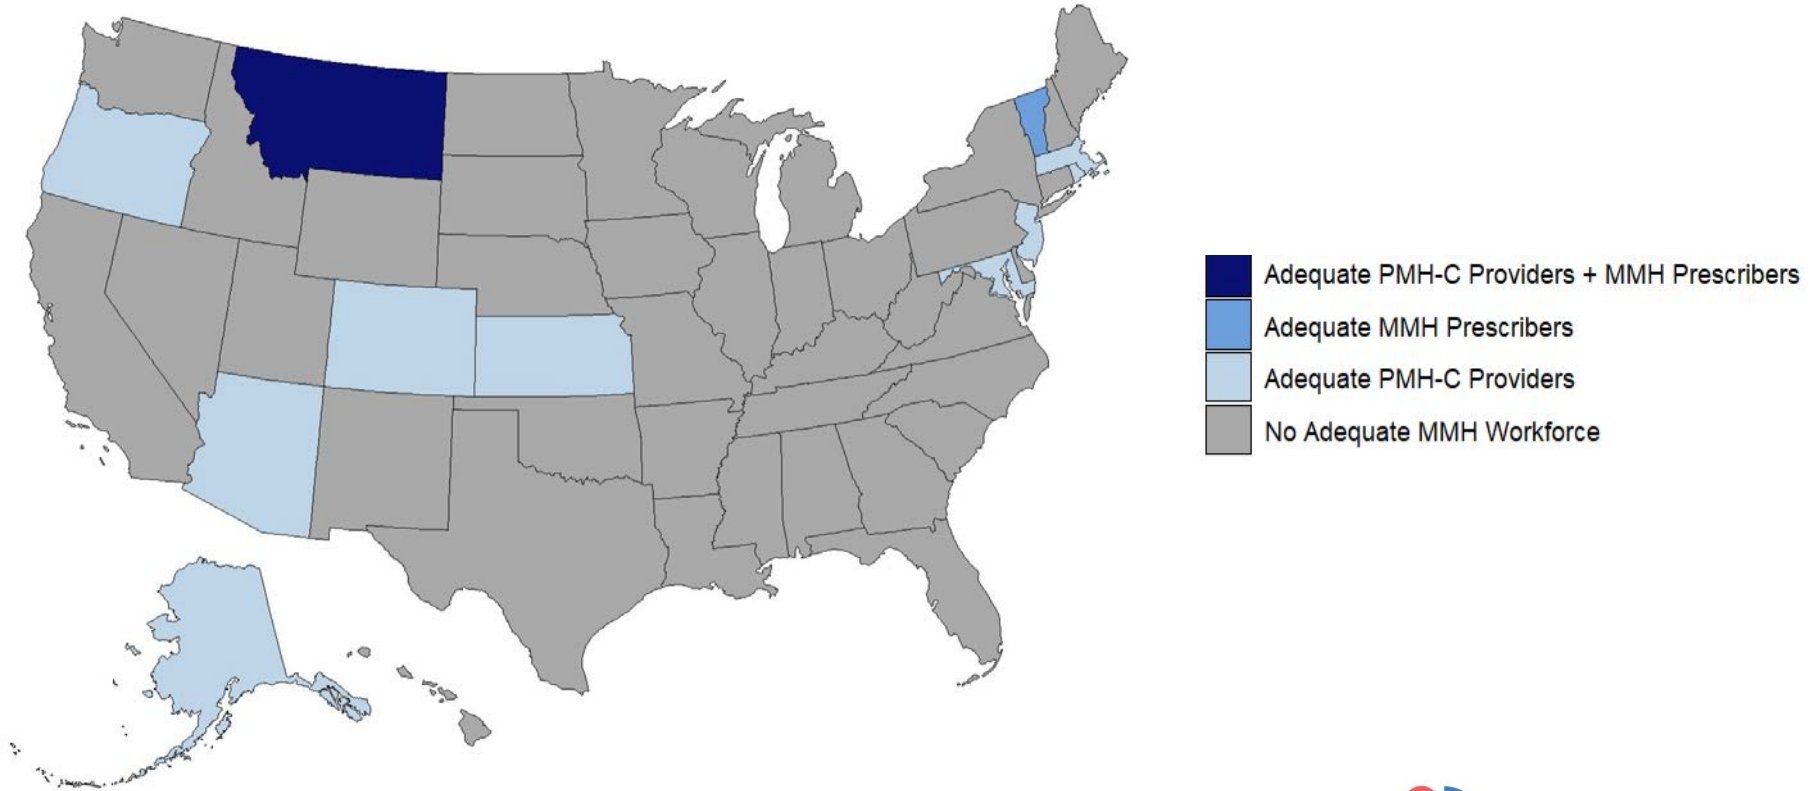 Adequate PMH-C Providers + MMH Prescribers
Adequate MMH Prescribers
Adequate PMH-C Providers
No Adequate MMH Workforce